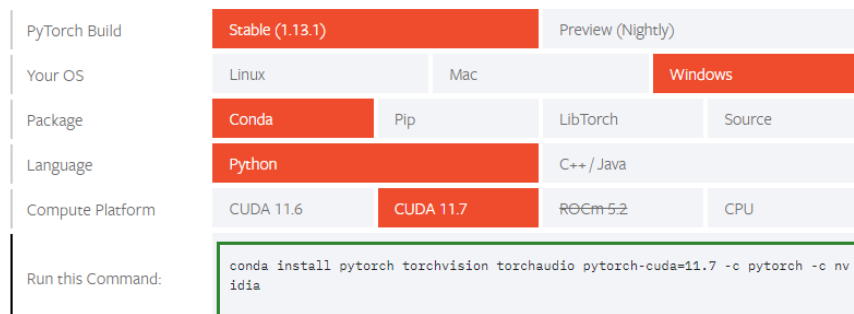 PyTorch Build Stable (1.13.1) Preview (Nightly)
Your OS Linux Mac Windows
Package Conda Pip LibTorch Source
Language Python C++ / Java
Compute Platform CUDA 11.6 CUDA 11.7 ROCm 5.2 CPU
Run this Command: conda install pytorch torchvision torchaudio pytorch-cuda=11.7 -c pytorch -c nv
idia